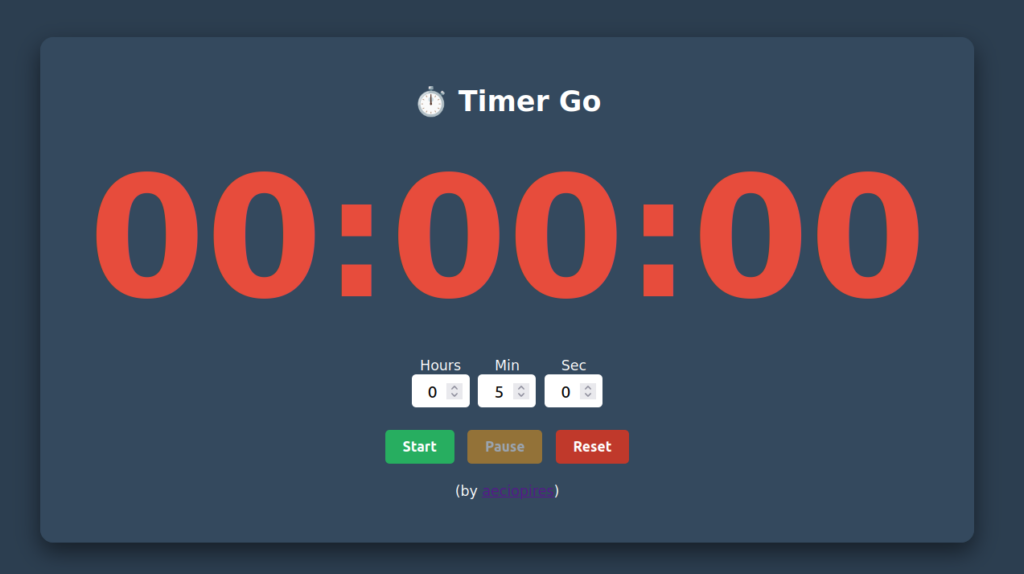 ⏱️ Timer Go
00:00:00
Hours Min Sec
0 5 0
Start Pause Reset
(by aeciopires)